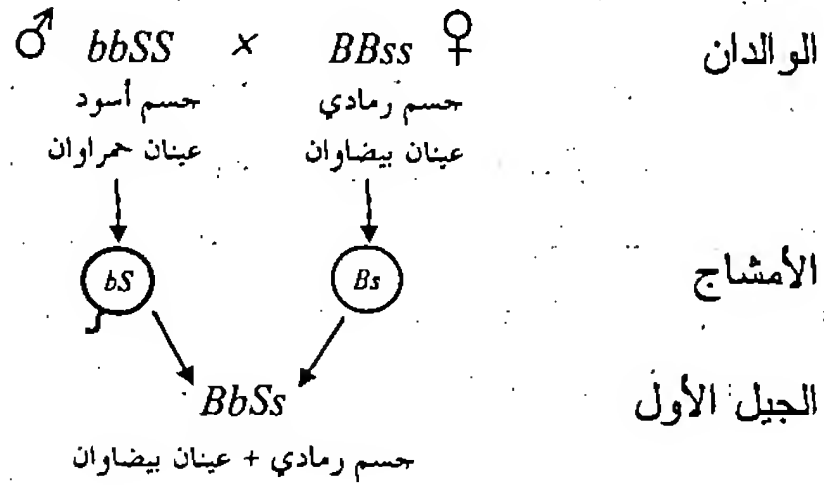 الوالدان ♂ bbSS × BBss ♀
جسم أسود جسم رمادي
عينان حمراوان عينان بيضاوان
الأمشاج bS Bs
الجيل الأول BbSs
جسم رمادي + عينان بيضاوان